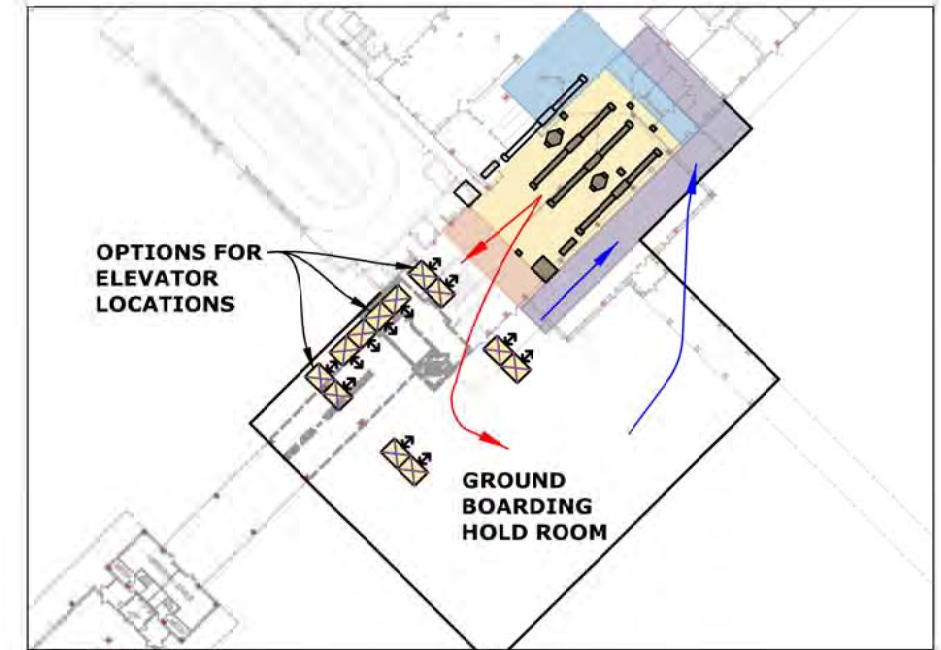 OPTIONS FOR
ELEVATOR
LOCATIONS
GROUND
BOARDING
HOLD ROOM